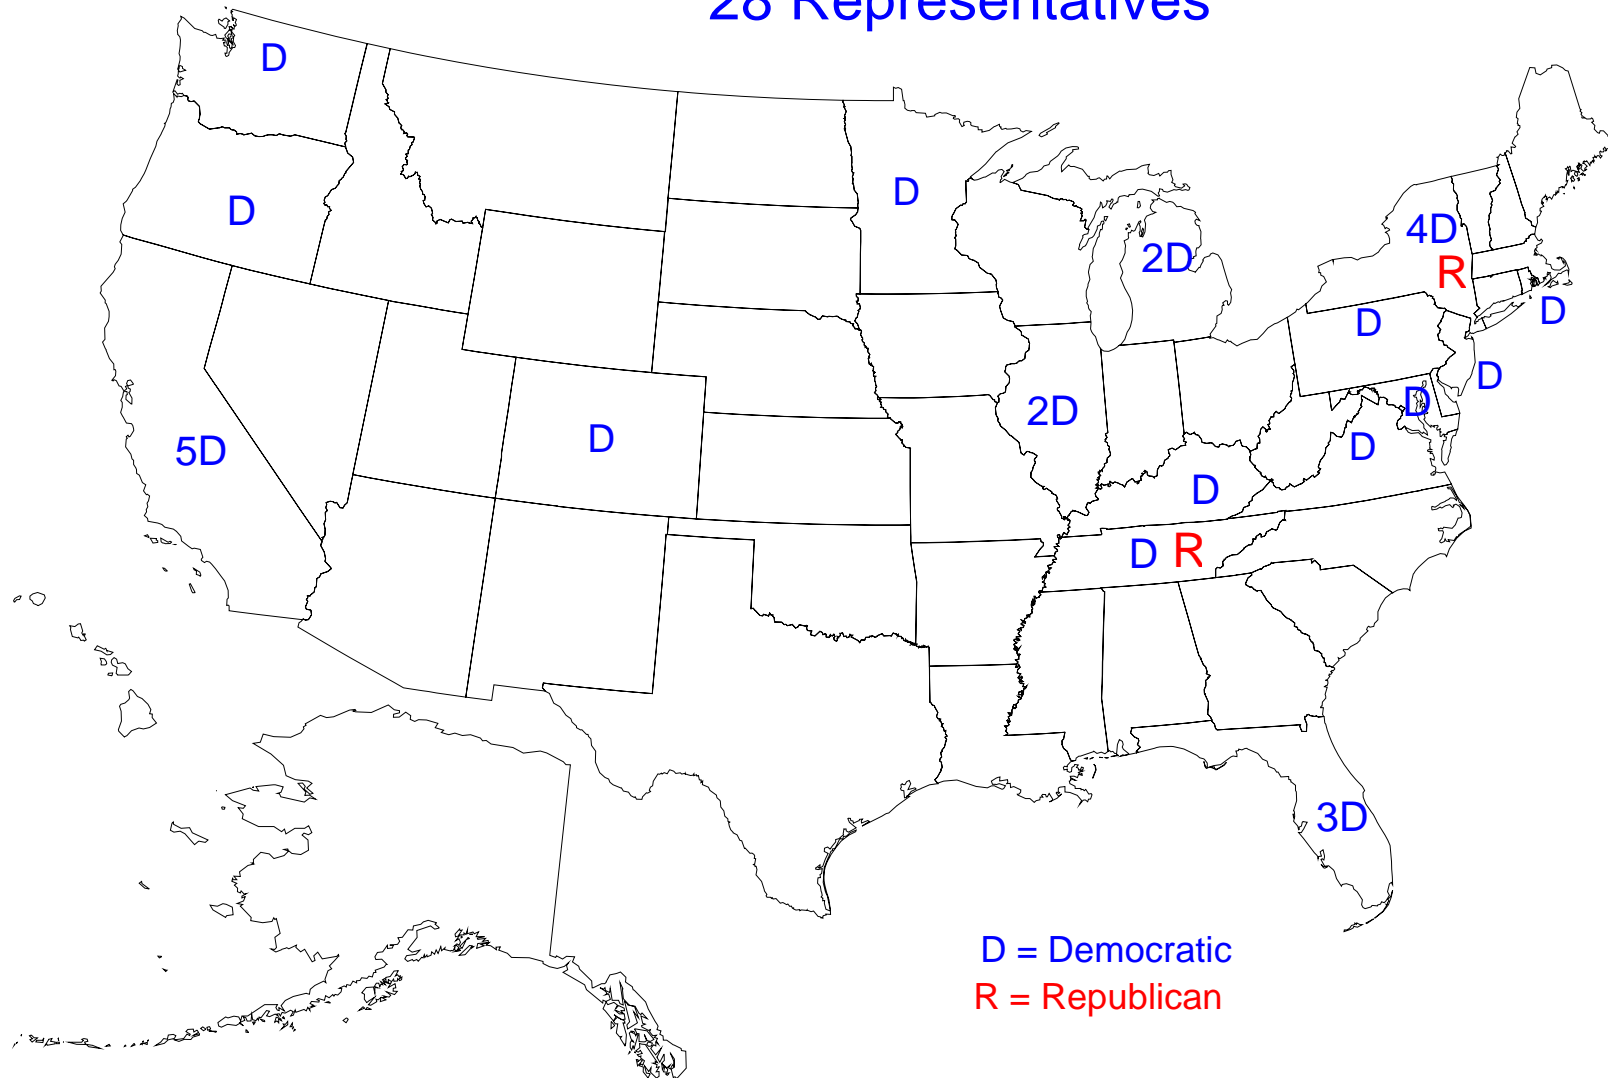 28 Representatives
D
D
D
2D
4D
R
D
D
D
D
D
5D
D
2D
D
D R
3D
D = Democratic
R = Republican